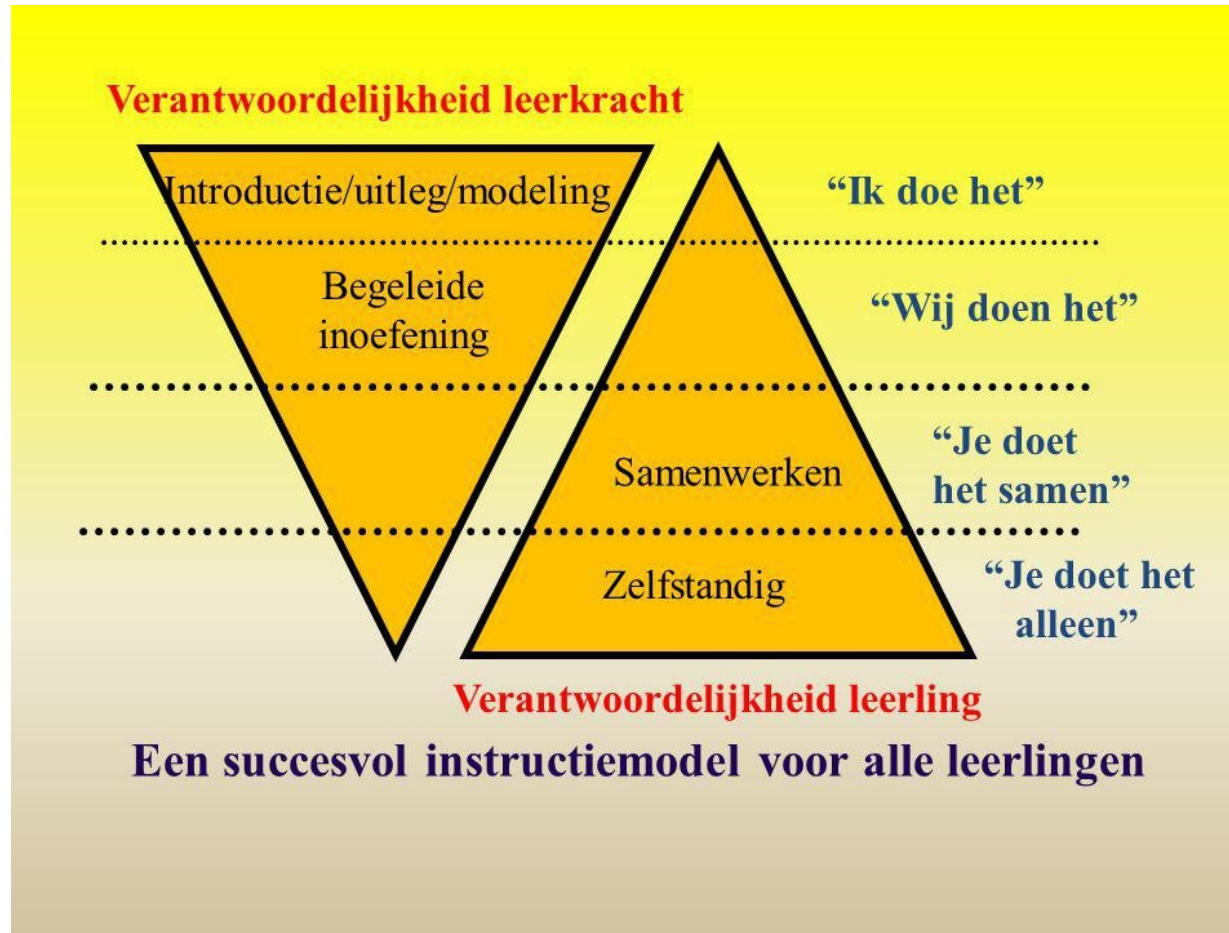 Verantwoordelijkheid leerkracht
Introductie/uitleg/modeling
“Ik doe het”
Begeleide
inoefening
“Wij doen het”
Samenwerken
“Je doet
het samen”
Zelfstandig
“Je doet het
alleen”
Verantwoordelijkheid leerling
Een succesvol instructiemodel voor alle leerlingen